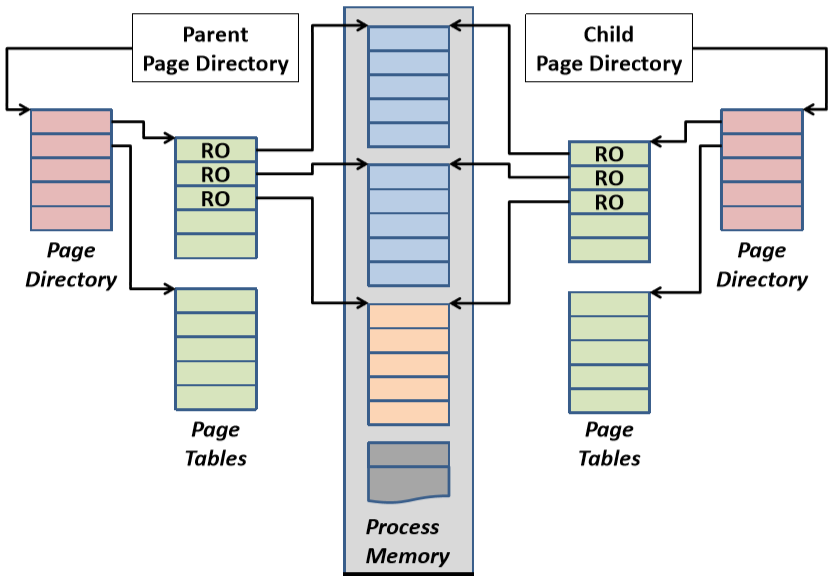 Parent
Page Directory
Child
Page Directory
RO
RO
RO
RO
RO
RO
Page
Directory
Page
Directory
Page
Tables
Page
Tables
Process
Memory